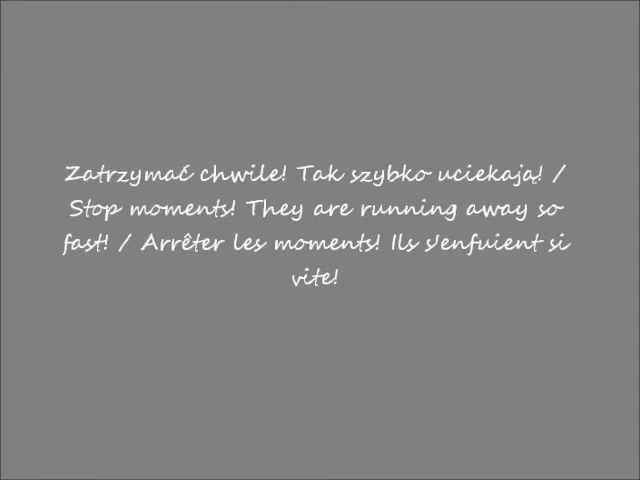 Zatrzymać chwile! Tak szybko uciekają! /
Stop moments! They are running away so
fast! / Arrêter les moments! Ils s'enfuient si
vite!